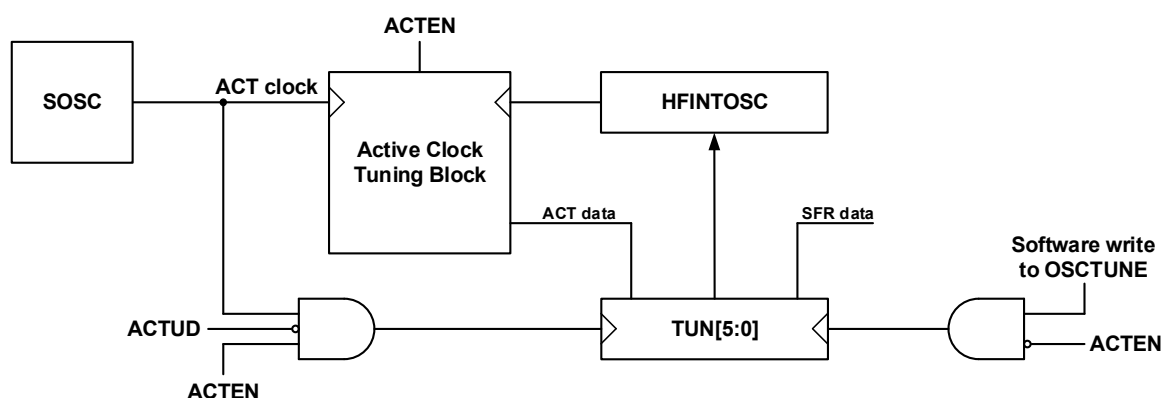 ACTEN
SOSC
ACT clock
HFINTOSC
Active Clock
Tuning Block
ACT data
SFR data
Software write
to OSCTUNE
ACTUD
TUN[5:0]
ACTEN
ACTEN